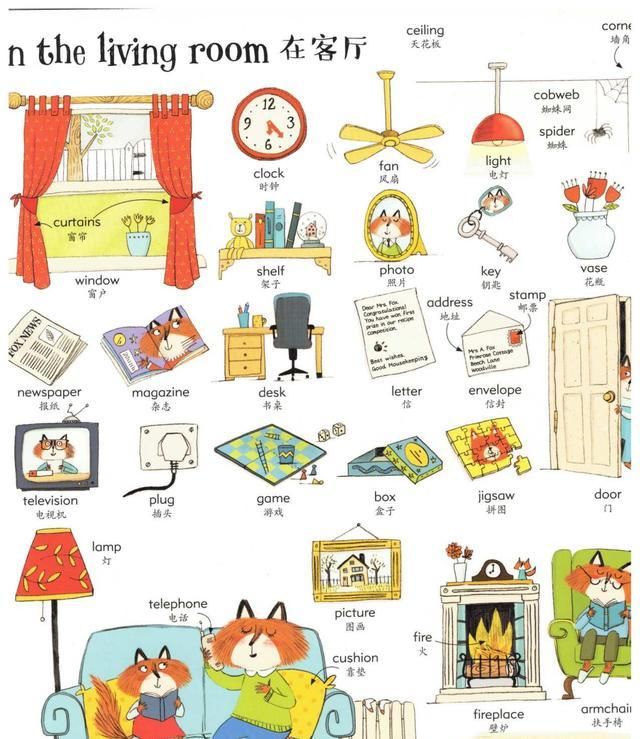 n the living room 在客厅
ceiling
天花板
corne
墙角
cobweb
蜘蛛网
spider
蜘蛛
12
3
6
9
clock
时钟
fan
风扇
light
电灯
curtains
窗帘
window
窗户
shelf
架子
photo
照片
key
钥匙
vase
花瓶
FOX NEWS
newspaper
报纸
magazine
杂志
desk
书桌
Dear Mrs. Fox
Congratulations!
You have won first
prize in our recipe
competition.
Best wishes,
Good Mousekeeping
letter
信
address
地址
stamp
邮票
Mrs A. Fox
Primrose Cottage
Beech Lane
Woodville
envelope
信封
television
电视机
plug
插头
game
游戏
box
盒子
jigsaw
拼图
door
门
lamp
灯
telephone
电话
picture
图画
cushion
靠垫
fire
火
fireplace
壁炉
armchair
扶手椅